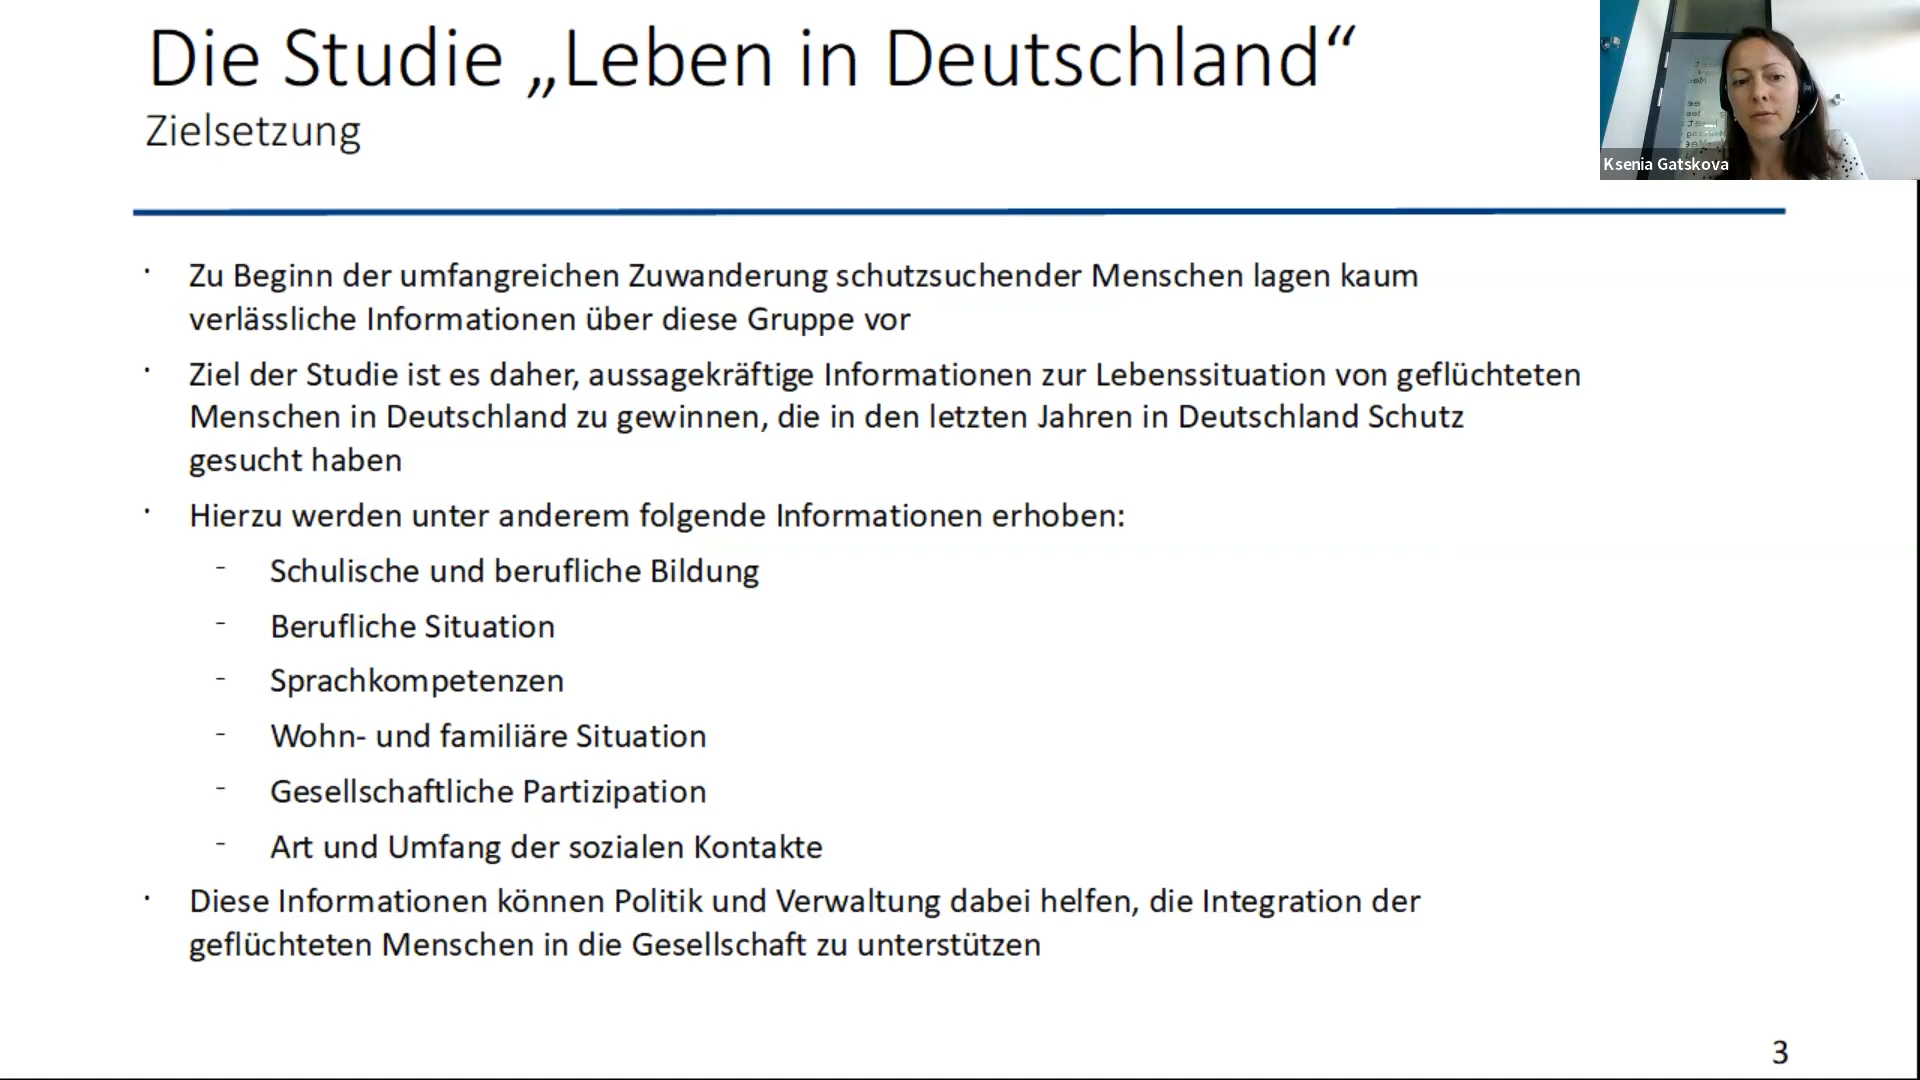 Die Studie „Leben in Deutschland“
Zielsetzung
Ksenia Gatskova
· Zu Beginn der umfangreichen Zuwanderung schutzsuchender Menschen lagen kaum
verlässliche Informationen über diese Gruppe vor
· Ziel der Studie ist es daher, aussagekräftige Informationen zur Lebenssituation von geflüchteten
Menschen in Deutschland zu gewinnen, die in den letzten Jahren in Deutschland Schutz
gesucht haben
· Hierzu werden unter anderem folgende Informationen erhoben:
- Schulische und berufliche Bildung
- Berufliche Situation
- Sprachkompetenzen
- Wohn- und familiäre Situation
- Gesellschaftliche Partizipation
- Art und Umfang der sozialen Kontakte
· Diese Informationen können Politik und Verwaltung dabei helfen, die Integration der
geflüchteten Menschen in die Gesellschaft zu unterstützen
3